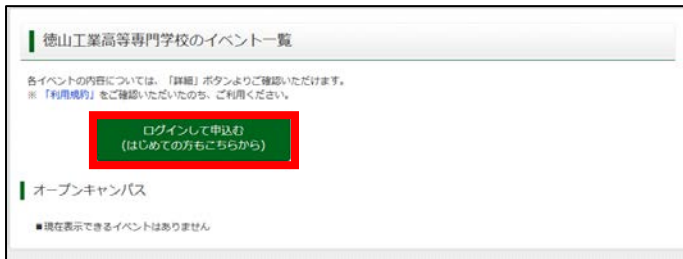 徳山工業高等専門学校のイベント一覧
各イベントの内容については、「詳細」ボタンよりご確認いただけます。
※「利用規約」をご確認いただいたのち、ご利用ください。
ログインして申込む
(はじめての方もこちらから)
オープンキャンパス
■現在表示できるイベントはありません